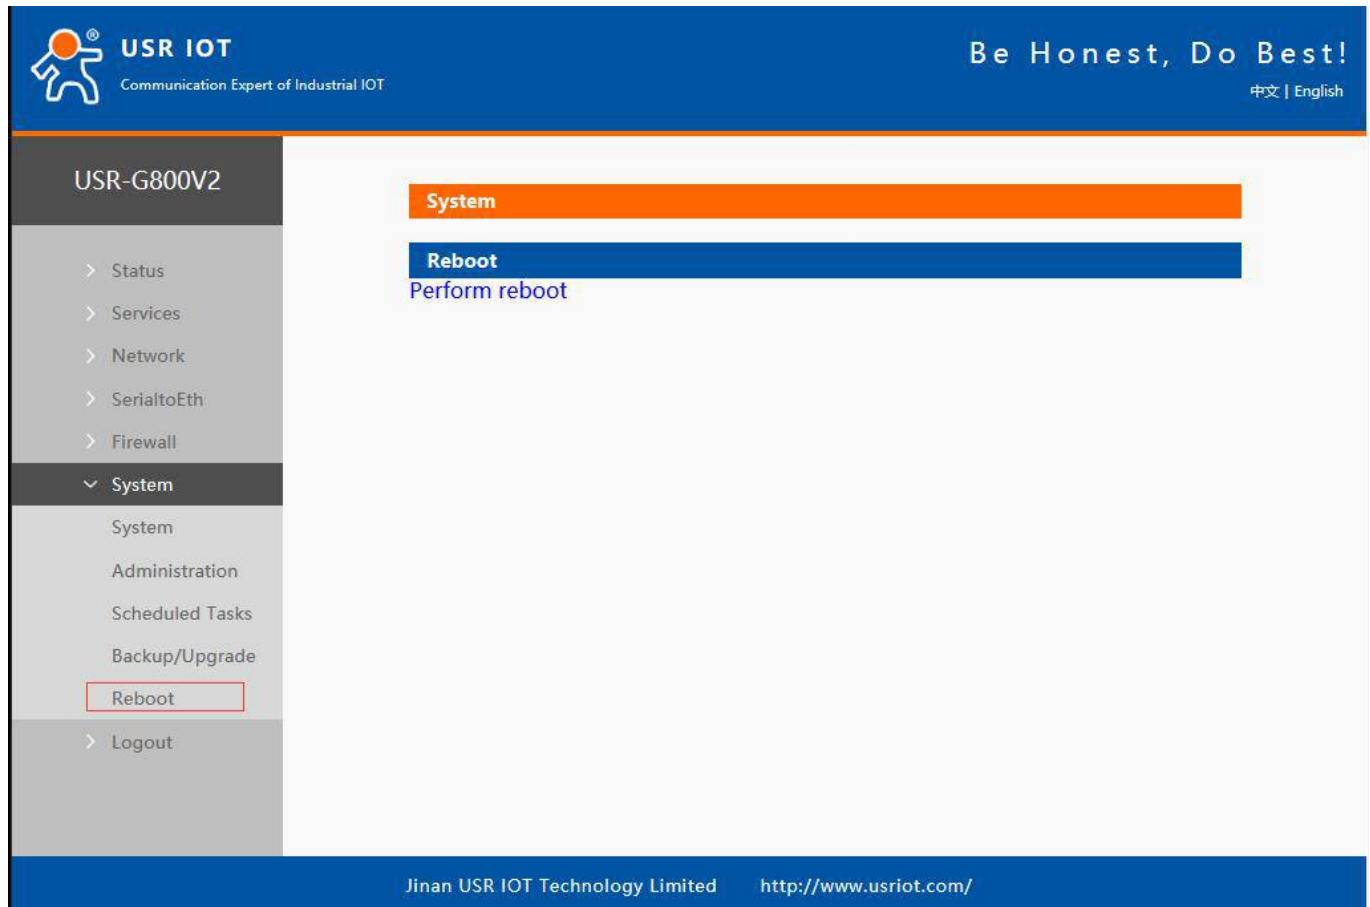 ®
USR IOT
Communication Expert of Industrial IOT
Be Honest, Do Best!
中文 | English
USR-G800V2
Status
Services
Network
SerialtoEth
Firewall
System
System
Administration
Scheduled Tasks
Backup/Upgrade
Reboot
Logout
System
Reboot
Perform reboot
Jinan USR IOT Technology Limited http://www.usriot.com/